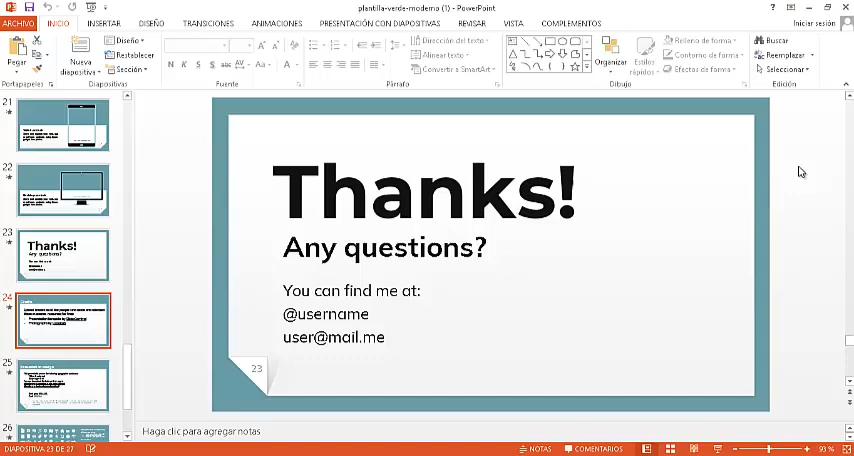 plantilla-verde-moderno (1) - PowerPoint
ARCHIVO INICIO INSERTAR DISEÑO TRANSICIONES ANIMACIONES PRESENTACIÓN CON DIAPOSITIVAS REVISAR VISTA COMPLEMENTOS Iniciar sesión
Pegar
Nueva diapositiva
Diseño
Restablecer
Sección
N K S S abc AV Aa A
Dirección del texto
Alinear texto
Convertir a SmartArt
Organizar
Estilos rápidos
Relleno de forma
Contorno de forma
Efectos de forma
Buscar
Reemplazar
Seleccionar
Portapapeles Diapositivas Fuente Párrafo Dibujo Edición
21
22
23
Thanks!
Any questions?
24
25
26
Thanks!
Any questions?
You can find me at:
@username
user@mail.me
23
Haga clic para agregar notas
DIAPOSITIVA 23 DE 27 NOTAS COMENTARIOS 93 %